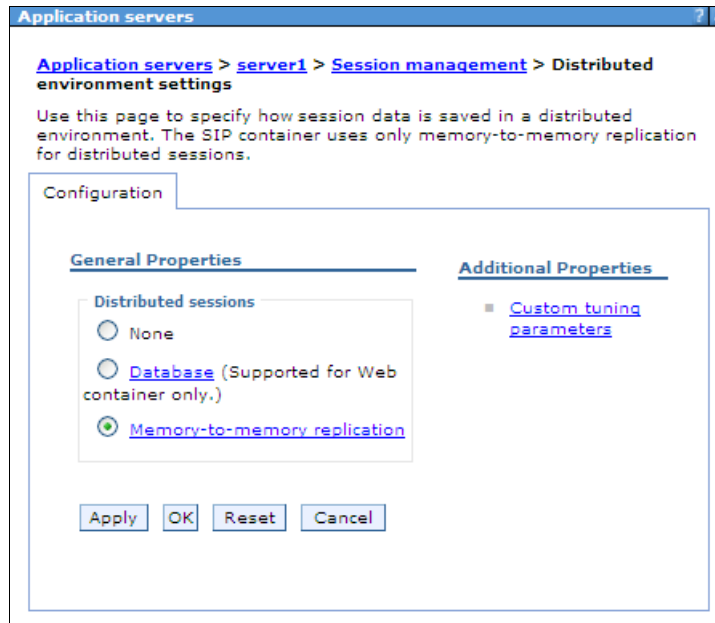 Application servers ?
Application servers > server1 > Session management > Distributed
environment settings
Use this page to specify how session data is saved in a distributed
environment. The SIP container uses only memory-to-memory replication
for distributed sessions.
Configuration
General Properties
Distributed sessions
None
Database (Supported for Web
container only.)
Memory-to-memory replication
Apply OK Reset Cancel
Additional Properties
Custom tuning
parameters